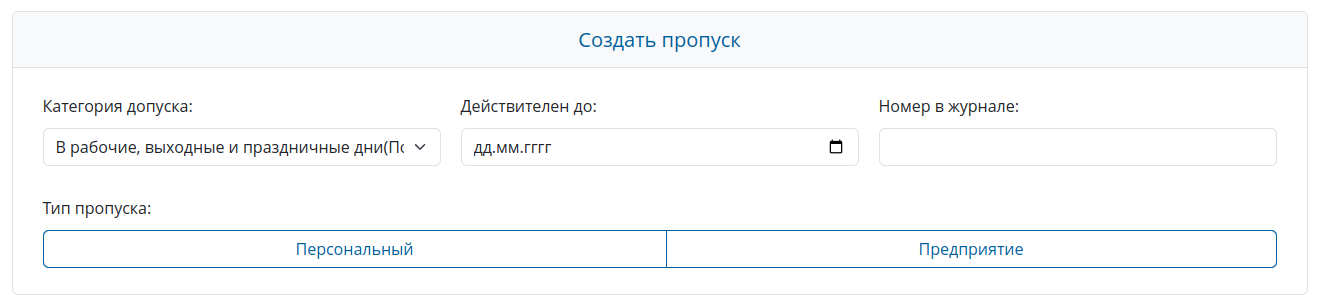 Создать пропуск
Категория допуска: Действителен до: Номер в журнале:
В рабочие, выходные и праздничные дни(По дд.мм.гггг
Тип пропуска:
Персональный Предприятие